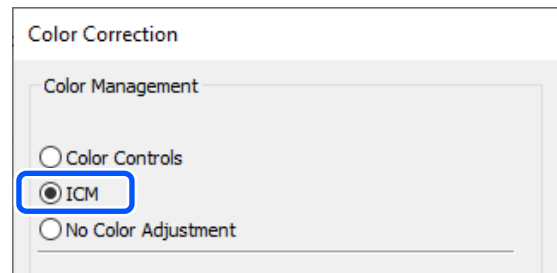 Color Correction
Color Management
Color Controls
ICM
No Color Adjustment